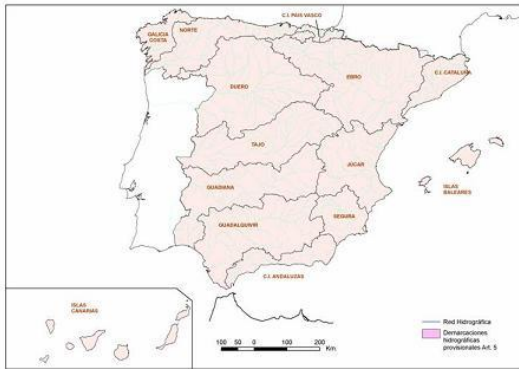 C.I. PAIS VASCO
GALICIA
COSTA
NORTE
DUERO
EBRO
C.I. CATALUÑA
TAJO
JÚCAR
ISLAS
BALEARES
GUADIANA
GUADALQUIVIR
SEGURA
C.I. ANDALUZAS
ISLAS
CANARIAS
100 50 0 100 200
Km.
Red Hidrográfica
Demarcaciones
hidrográficas
provisionales Art. 5